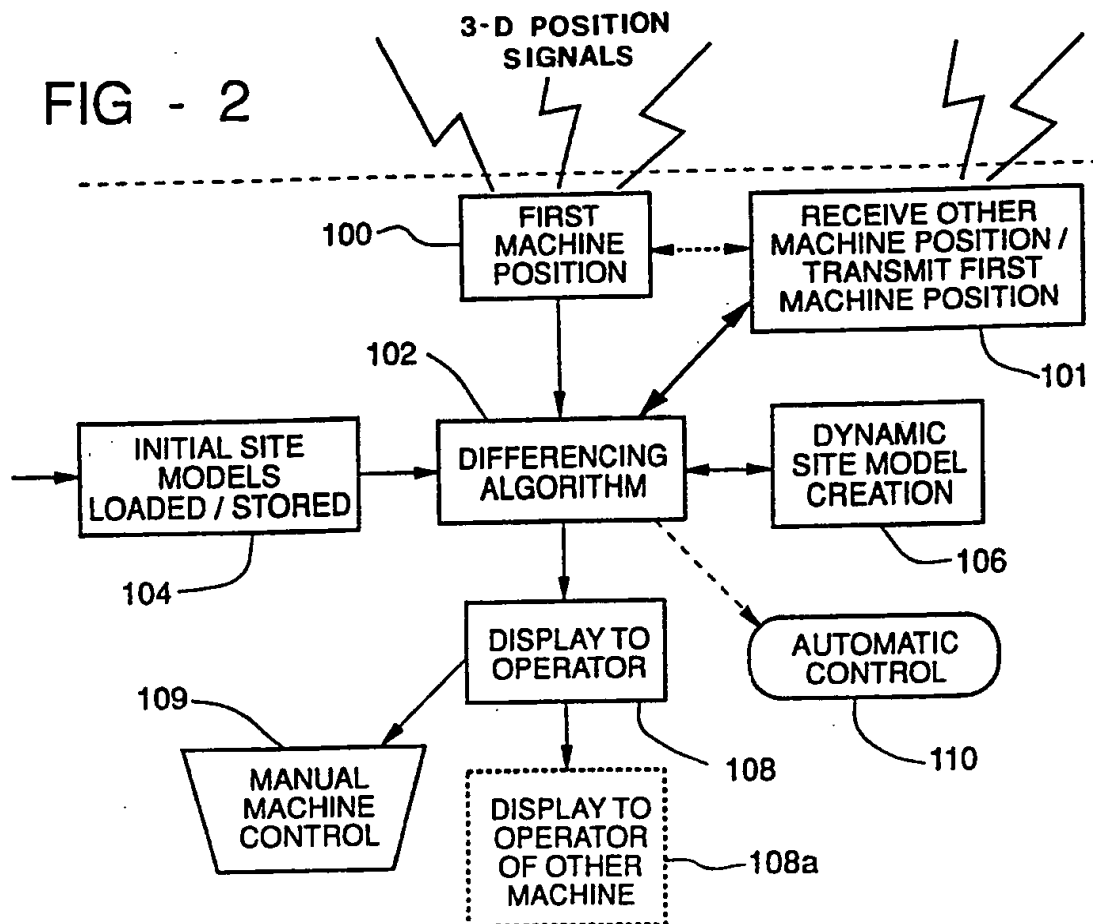 3-D POSITION
SIGNALS
FIG - 2
100
FIRST
MACHINE
POSITION
RECEIVE OTHER
MACHINE POSITION /
TRANSMIT FIRST
MACHINE POSITION
101
102
INITIAL SITE
MODELS
LOADED / STORED
104
DIFFERENCING
ALGORITHM
DYNAMIC
SITE MODEL
CREATION
106
DISPLAY TO
OPERATOR
108
AUTOMATIC
CONTROL
110
109
MANUAL
MACHINE
CONTROL
DISPLAY TO
OPERATOR
OF OTHER
MACHINE
108a